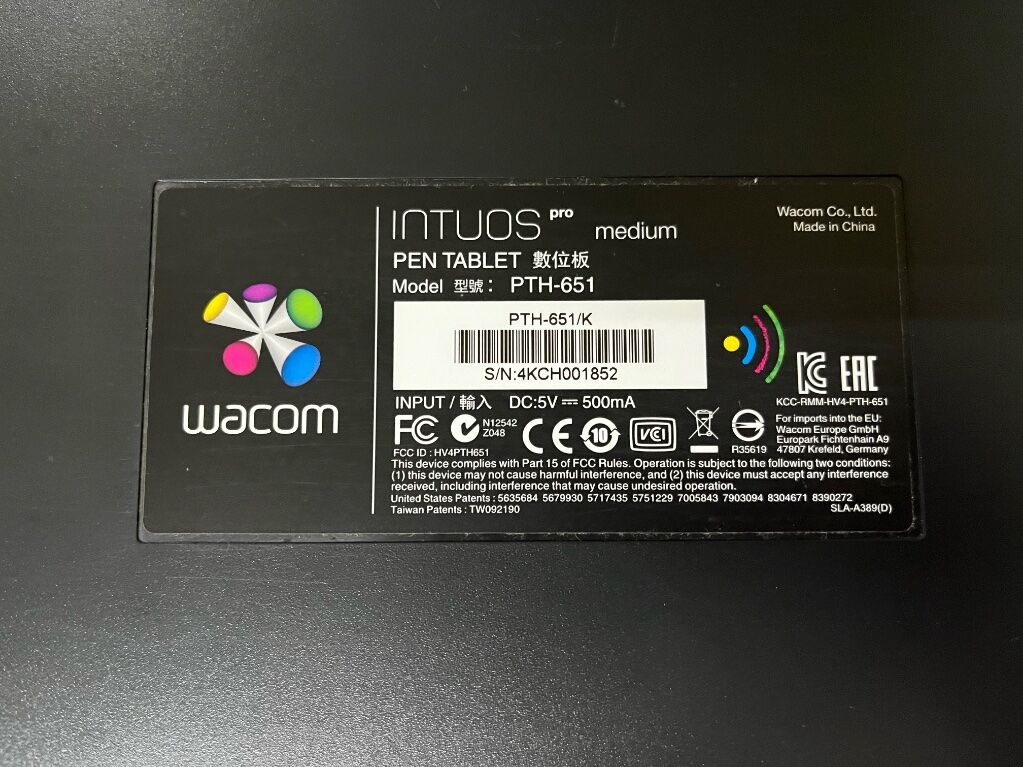 INTUOS pro medium
Wacom Co., Ltd.
Made in China
PEN TABLET 數位板
Model 型號： PTH-651
PTH-651/K
S/N:4KCH001852
wacom
INPUT / 輸入 DC:5V ⎓ 500mA
KCC-RMM-HV4-PTH-651
FC N12542
Z048
CE 10 VCI
EAC
R35619
For imports into the EU:
Wacom Europe GmbH
Europark Fichtenhain A9
47807 Krefeld, Germany
FCC ID : HV4PTH651
This device complies with Part 15 of FCC Rules. Operation is subject to the following two conditions:
(1) this device may not cause harmful interference, and (2) this device must accept any interference
received, including interference that may cause undesired operation.
United States Patents : 5635684 5679930 5717435 5751229 7005843 7903094 8304671 8390272
Taiwan Patents : TW092190
SLA-A389(D)